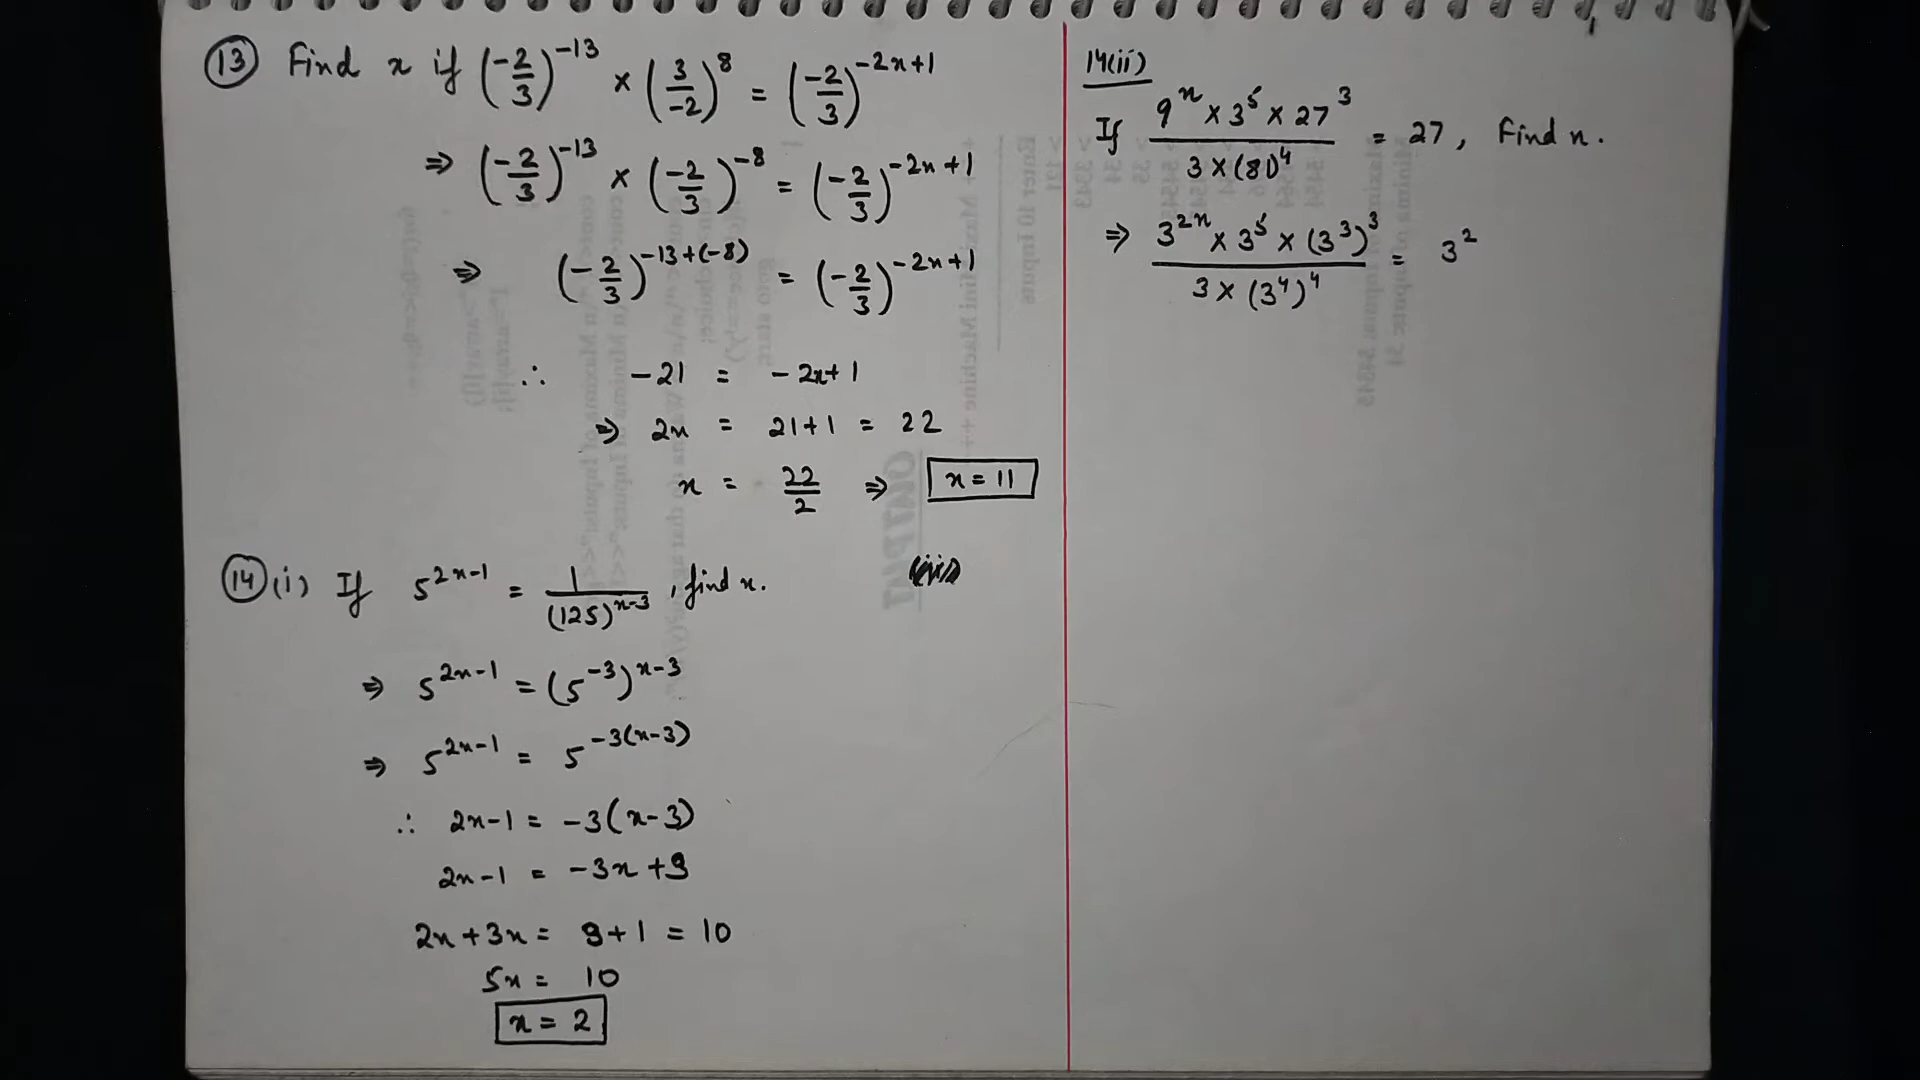 13 Find x if (-2/3)^-13 × (3/-2)^8 = (-2/3)^-2x+1
⇒ (-2/3)^-13 × (-2/3)^-8 = (-2/3)^-2x+1
⇒ (-2/3)^-13+(-8) = (-2/3)^-2x+1
∴ -21 = -2x+1
⇒ 2x = 21+1 = 22
x = 22/2 ⇒ x = 11
14 (i) If 5^2x-1 = 1/(125)^x-3, find x.
⇒ 5^2x-1 = (5^-3)^x-3
⇒ 5^2x-1 = 5^-3(x-3)
∴ 2x-1 = -3(x-3)
2x-1 = -3x+9
2x+3x = 9+1 = 10
5x = 10
x = 2
14(ii)
If 9^x × 3^5 × 27^3 / 3×(81)^4 = 27, Find x.
⇒ 3^2x × 3^5 × (3^3)^3 / 3×(3^4)^4 = 3^2